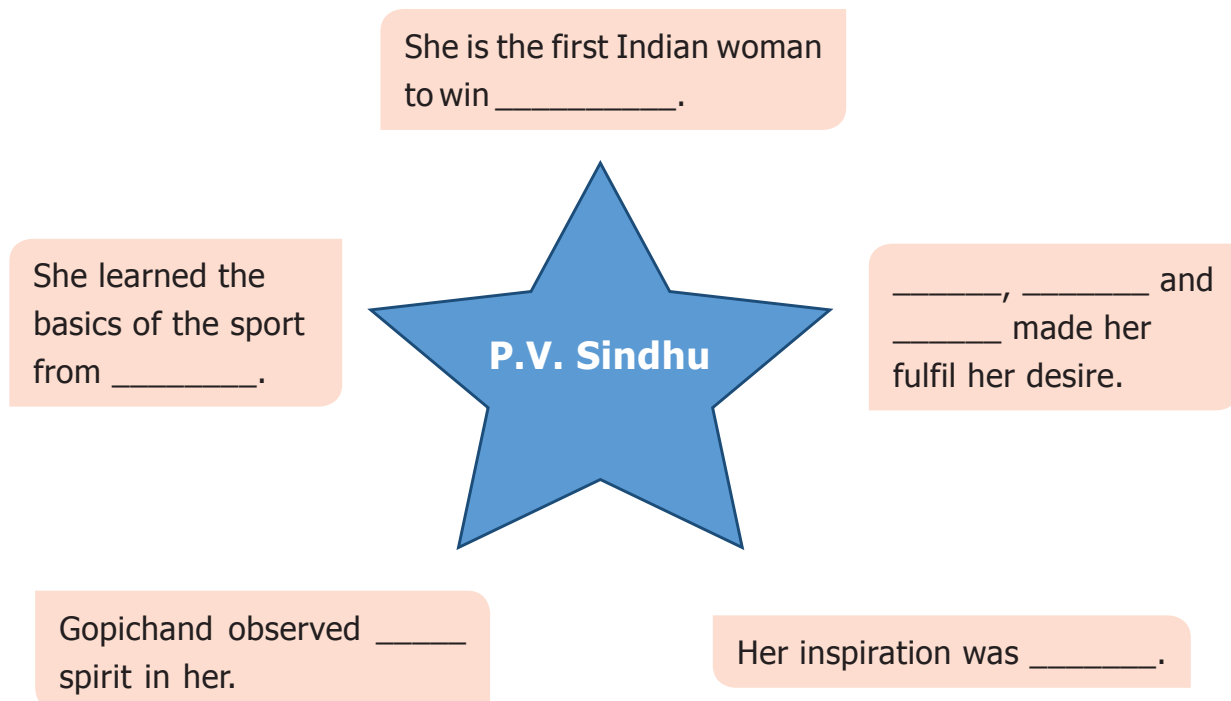 She is the first Indian woman
to win __________.
She learned the
basics of the sport
from ________.
P.V. Sindhu
______, _______ and
______ made her
fulfil her desire.
Gopichand observed _____
spirit in her.
Her inspiration was _______.